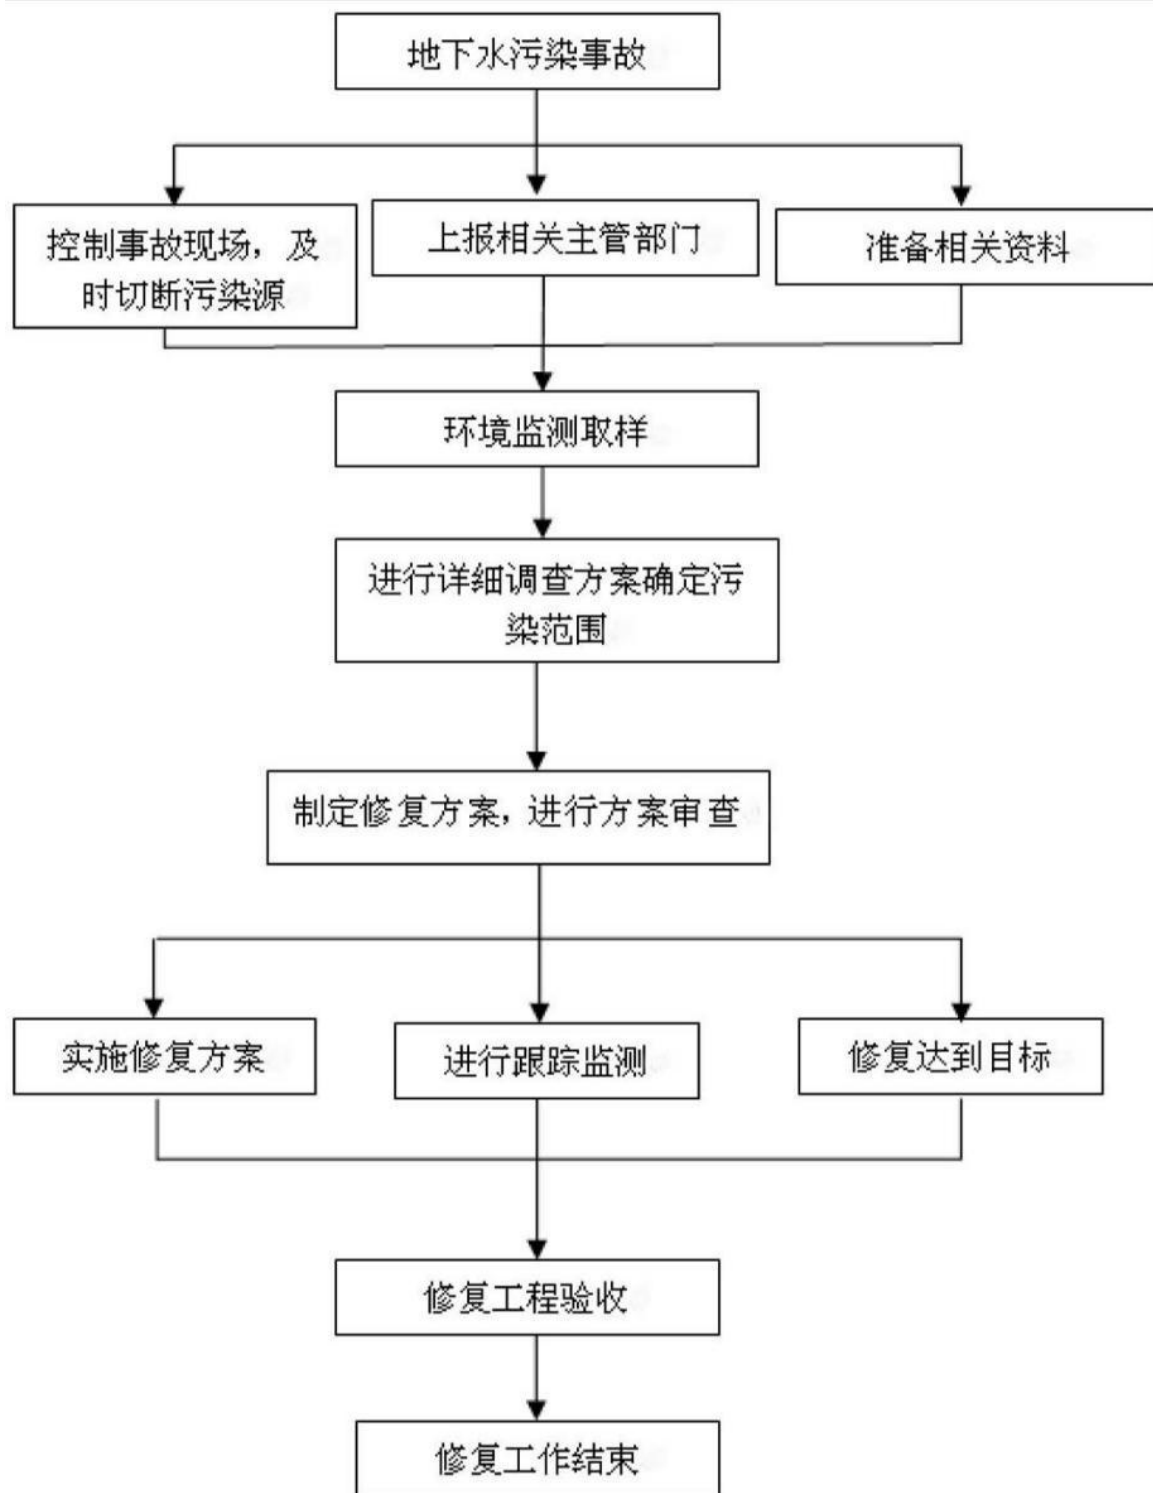 地下水污染事故
控制事故现场，及
时切断污染源
上报相关主管部门
准备相关资料
环境监测取样
进行详细调查方案确定污
染范围
制定修复方案，进行方案审查
实施修复方案
进行跟踪监测
修复达到目标
修复工程验收
修复工作结束